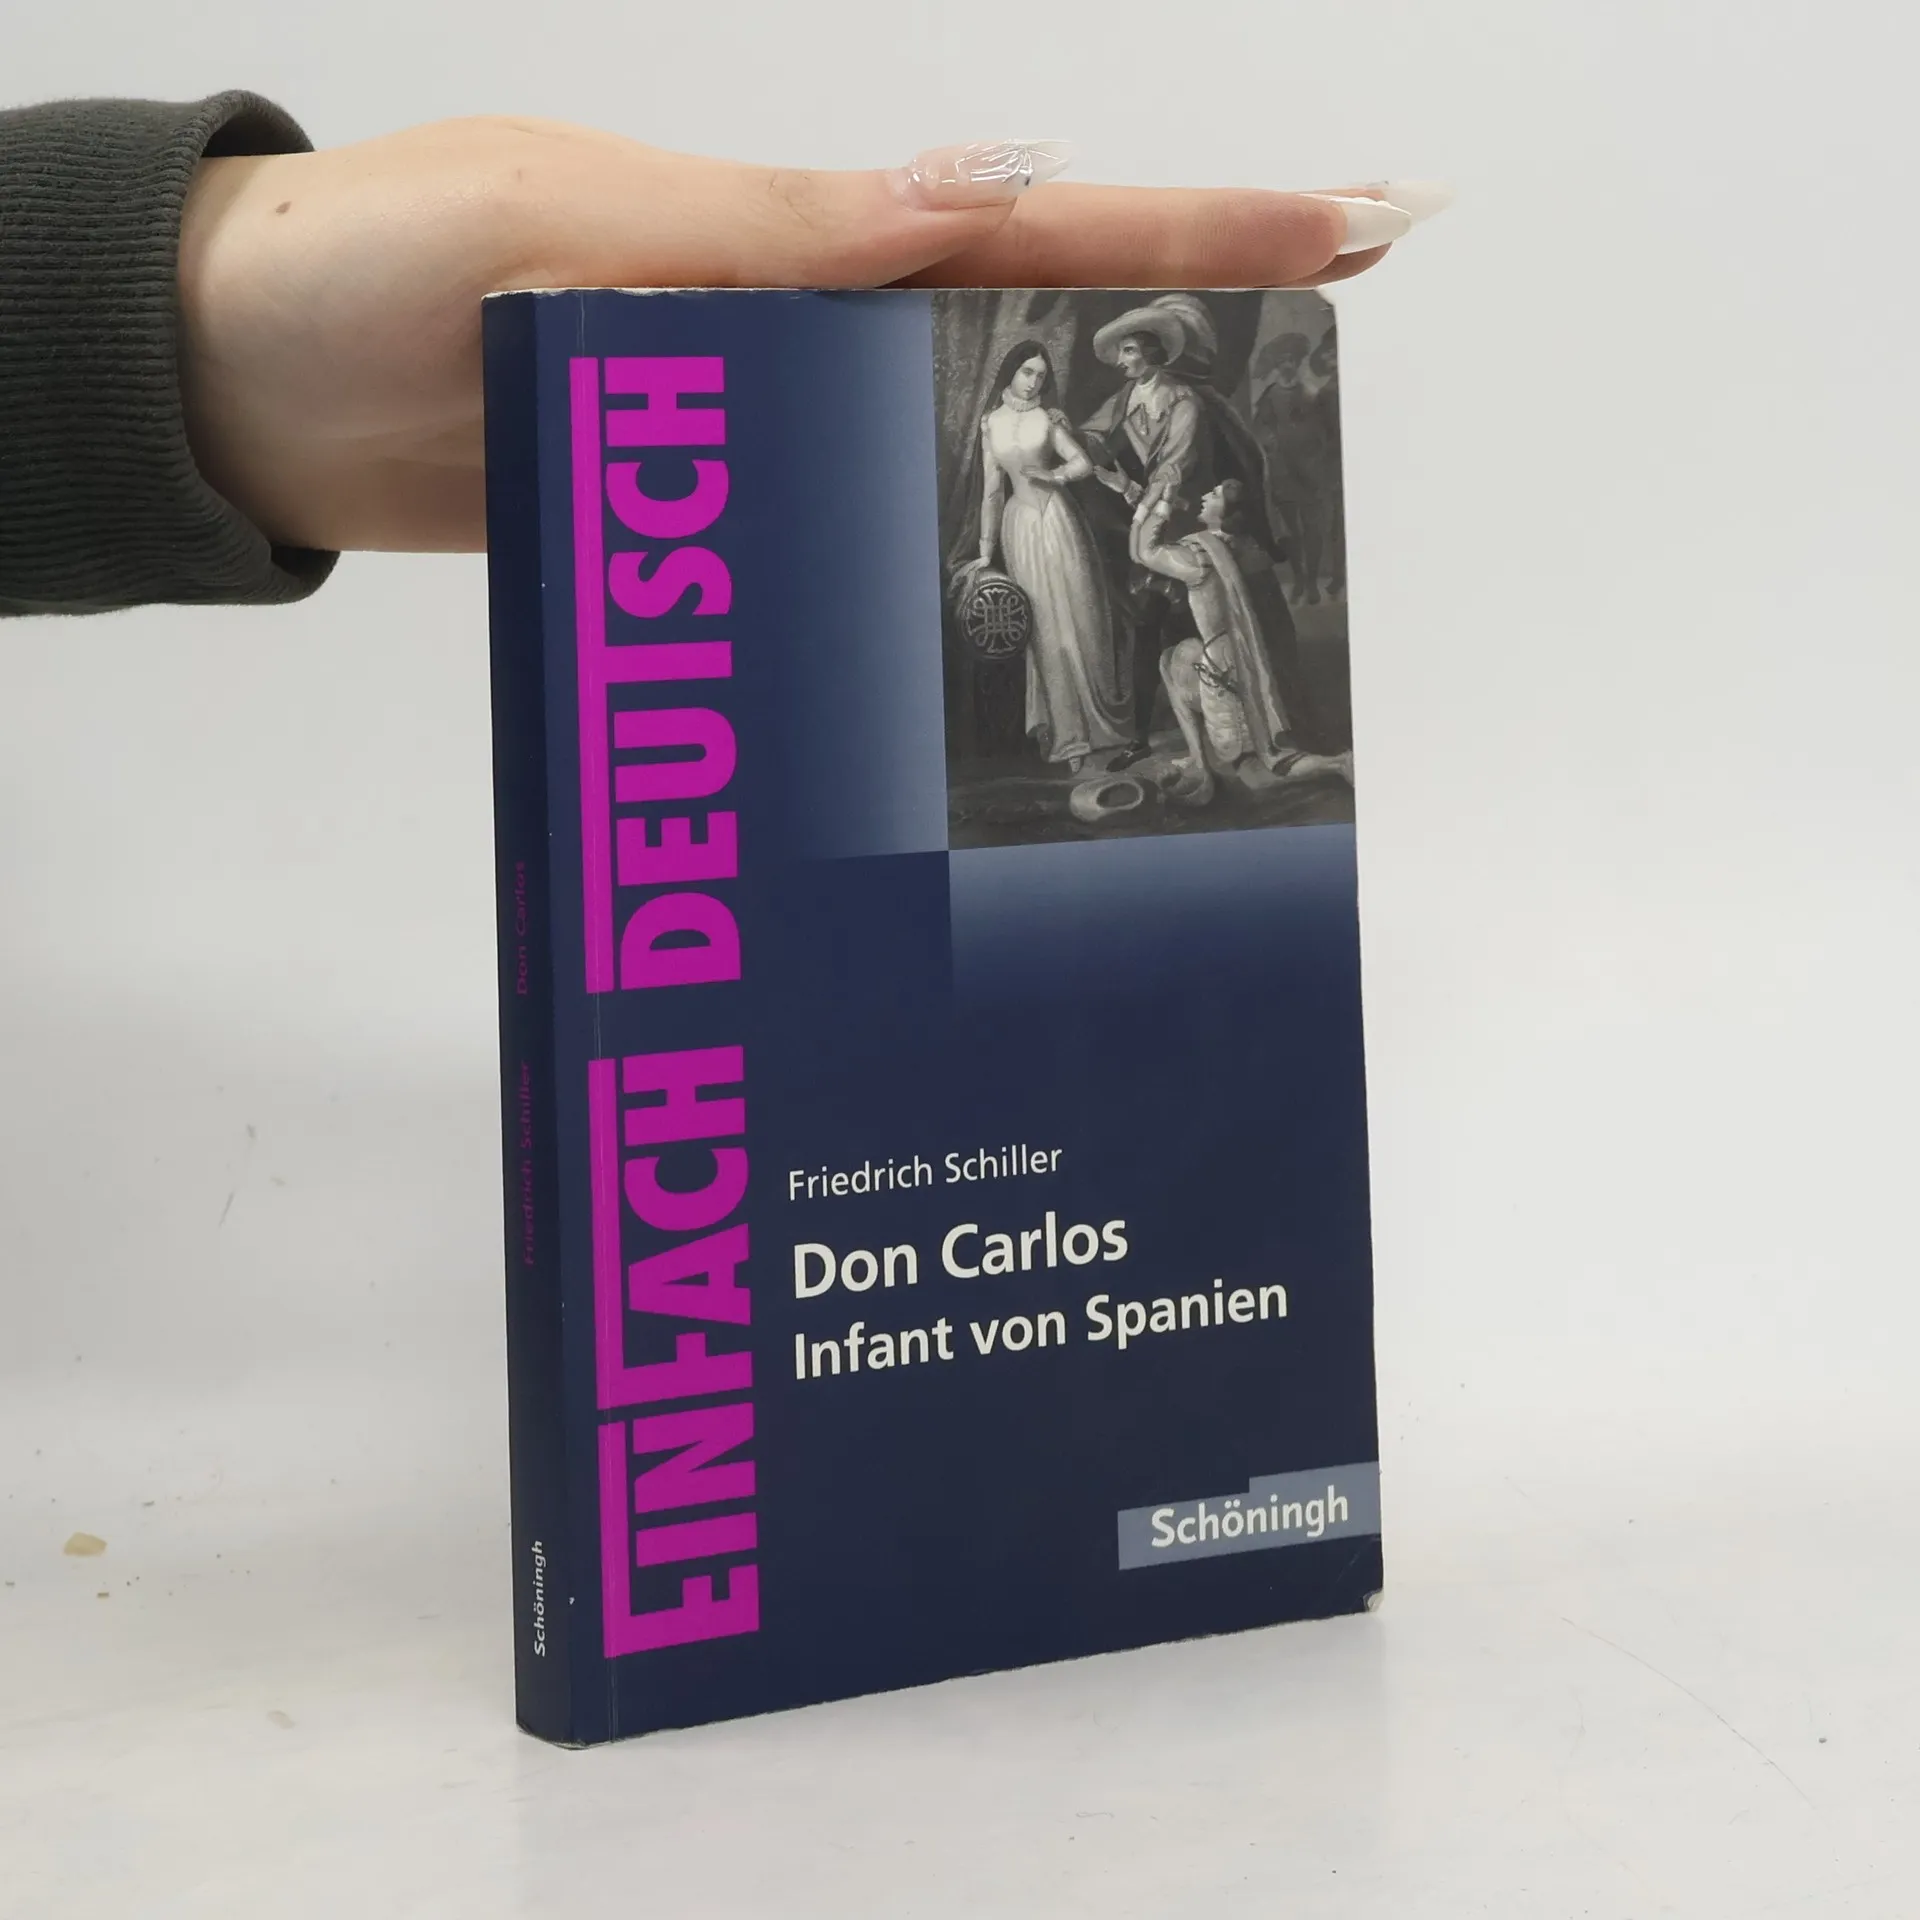 EINFACH DEUTSCH
Friedrich Schiller
Don Carlos
Infant von Spanien
Schöningh
Friedrich Schiller Don Carlos
Schöningh